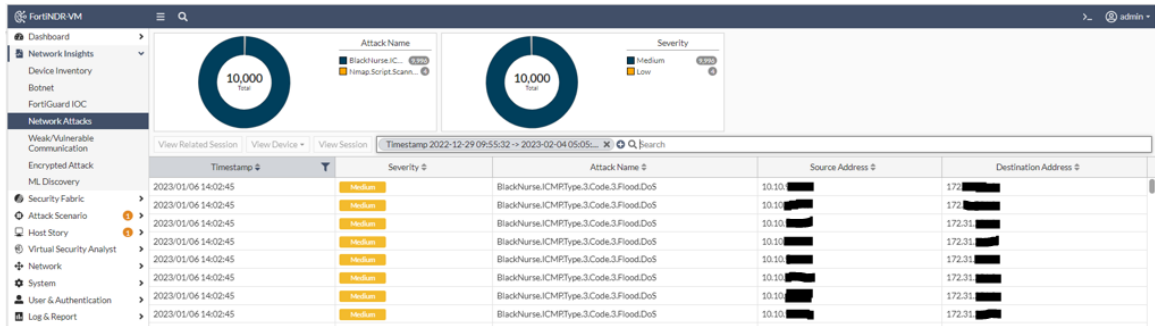 FortiNDR-VM
admin
Dashboard
Network Insights
Device Inventory
Botnet
FortiGuard IOC
Network Attacks
Weak/Vulnerable
Communication
Encrypted Attack
ML Discovery
Security Fabric
Attack Scenario 1
Host Story 1
Virtual Security Analyst
Network
System
User & Authentication
Log & Report
10,000
Total
Attack Name
BlackNurse.IC... 9,996
Nmap.Script.Scann... 4
10,000
Total
Severity
Medium 9,996
Low 4
View Related Session View Device View Session Timestamp 2022-12-29 09:55:32 -> 2023-02-04 05:05:... Search
Timestamp Severity Attack Name Source Address Destination Address
2023/01/06 14:02:45 Medium BlackNurse.ICMP.Type.3.Code.3.Flood.DoS 10.10. 172.
2023/01/06 14:02:45 Medium BlackNurse.ICMP.Type.3.Code.3.Flood.DoS 10.10 172.
2023/01/06 14:02:45 Medium BlackNurse.ICMP.Type.3.Code.3.Flood.DoS 10.10. 172.31.
2023/01/06 14:02:45 Medium BlackNurse.ICMP.Type.3.Code.3.Flood.DoS 10.10 172.31.
2023/01/06 14:02:45 Medium BlackNurse.ICMP.Type.3.Code.3.Flood.DoS 10.10. 172.31.
2023/01/06 14:02:45 Medium BlackNurse.ICMP.Type.3.Code.3.Flood.DoS 10.10. 172.31.
2023/01/06 14:02:45 Medium BlackNurse.ICMP.Type.3.Code.3.Flood.DoS 10.10. 172.31.
2023/01/06 14:02:45 Medium BlackNurse.ICMP.Type.3.Code.3.Flood.DoS 10.10. 172.31.